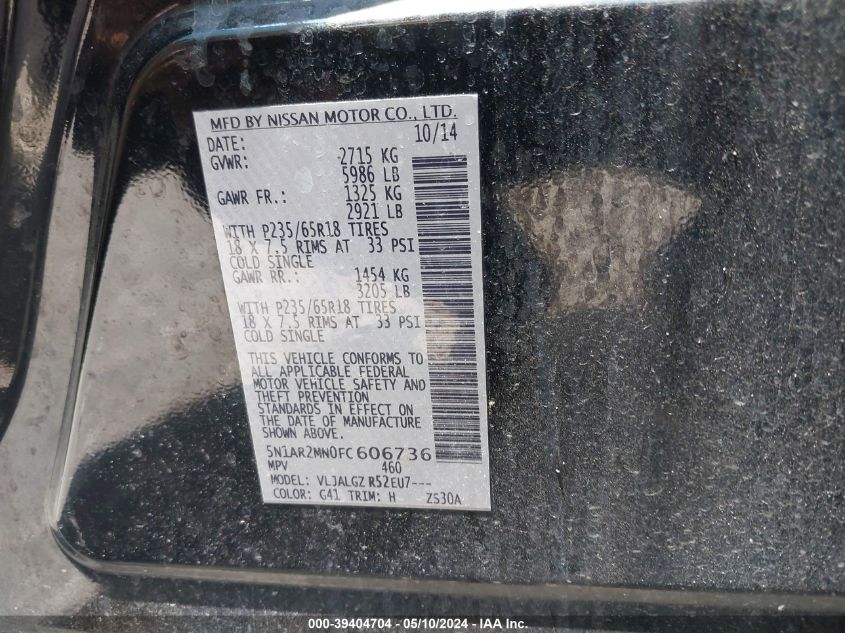 MFD BY NISSAN MOTOR CO., LTD.
DATE: 10/14
GVWR: 2715 KG
5986 LB
GAWR FR.: 1325 KG
2921 LB
WITH P235/65R18 TIRES
18 X 7.5 RIMS AT 33 PSI
COLD SINGLE
GAWR RR.: 1454 KG
3205 LB
WITH P235/65R18 TIRES
18 X 7.5 RIMS AT 33 PSI
COLD SINGLE
THIS VEHICLE CONFORMS TO
ALL APPLICABLE FEDERAL
MOTOR VEHICLE SAFETY AND
THEFT PREVENTION
STANDARDS IN EFFECT ON
THE DATE OF MANUFACTURE
SHOWN ABOVE.
5N1AR2MN0FC606736
MPV 460
MODEL: VLJALGZ R52EU7---
COLOR: G41 TRIM: H ZS30A
000-39404704 - 05/10/2024 - IAA Inc.